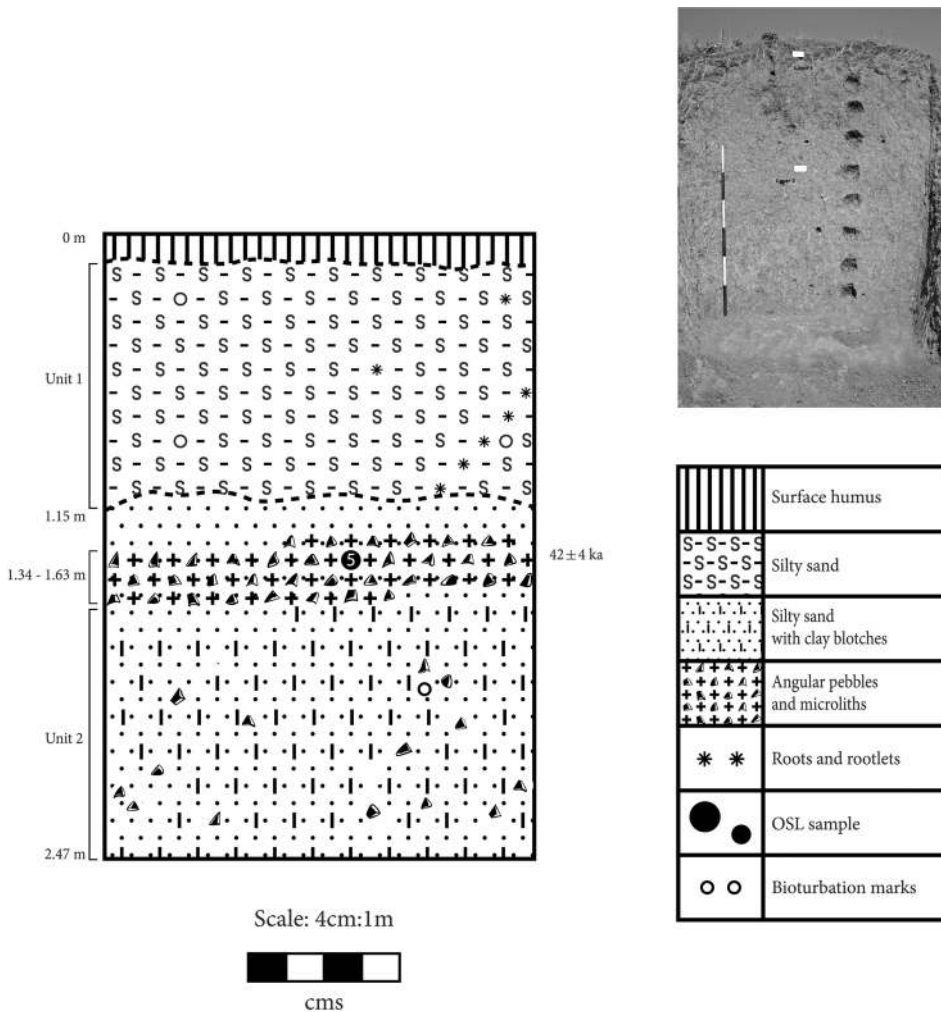 0 m
Unit 1
1.15 m
1.34 - 1.63 m
5
42±4 ka
Unit 2
2.47 m
Scale: 4cm:1m
cms
Surface humus
Silty sand
Silty sand
with clay blotches
Angular pebbles
and microliths
Roots and rootlets
OSL sample
Bioturbation marks